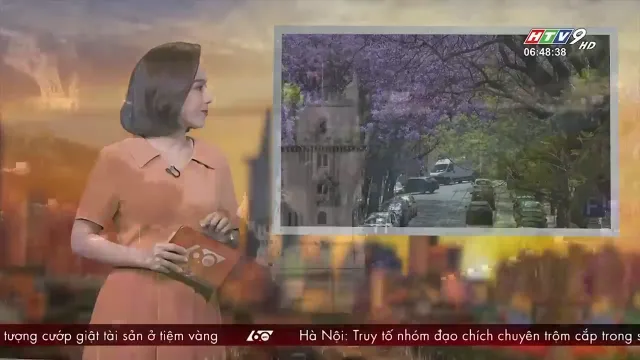 HTV9 HD
06:48:38
tượng cướp giật tài sản ở tiệm vàng 60 Hà Nội: Truy tố nhóm đạo chích chuyên trộm cắp trong